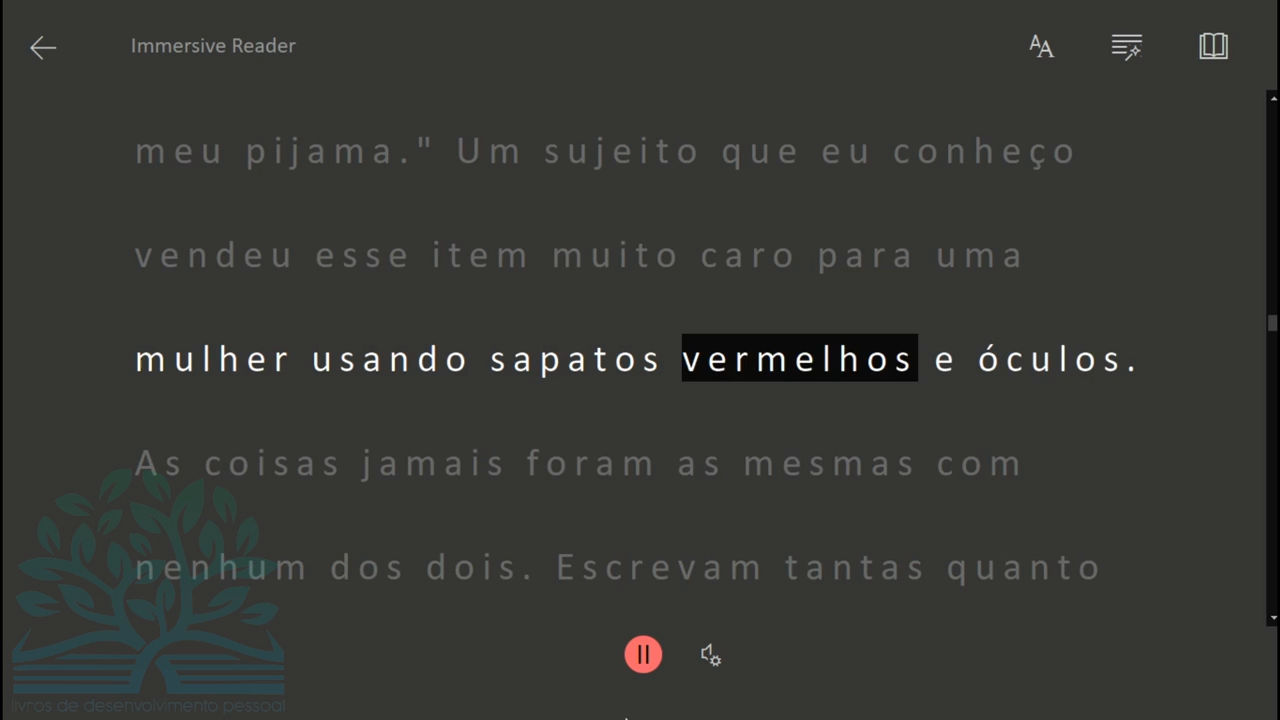 Immersive Reader
meu pijama." Um sujeito que eu conheço
vendeu esse item muito caro para uma
mulher usando sapatos vermelhos e óculos.
As coisas jamais foram as mesmas com
nenhum dos dois. Escrevam tantas quanto
livros de desenvolvimento pessoal